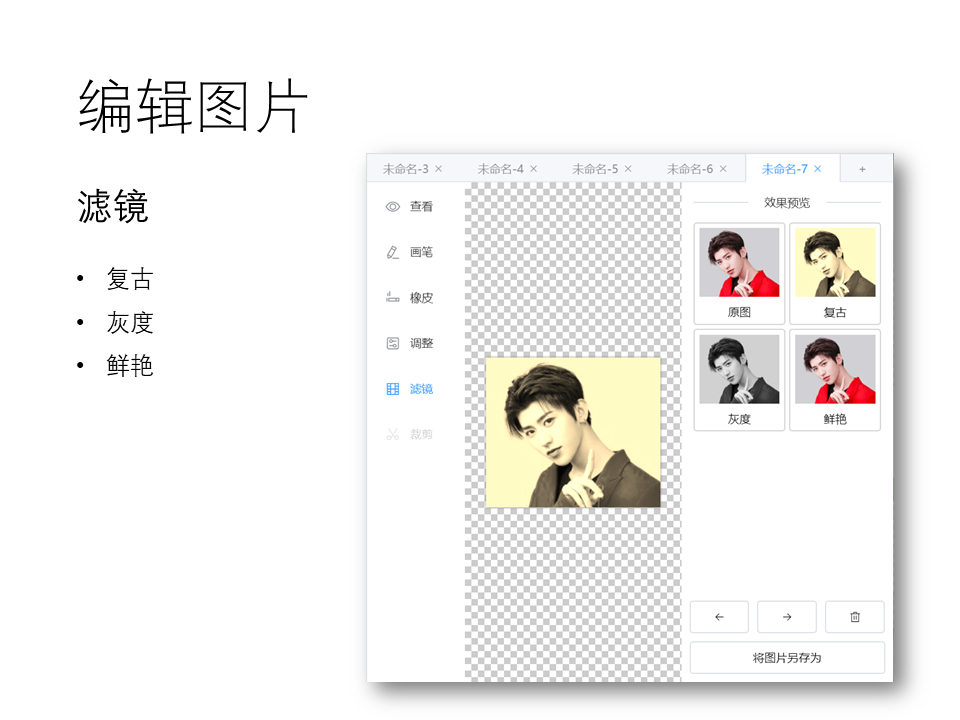 编辑图片
滤镜
• 复古
• 灰度
• 鲜艳
未命名-3 × 未命名-4 × 未命名-5 × 未命名-6 × 未命名-7 × +
查看
画笔
橡皮
调整
滤镜
裁剪
效果预览
原图 复古
灰度 鲜艳
← →
将图片另存为